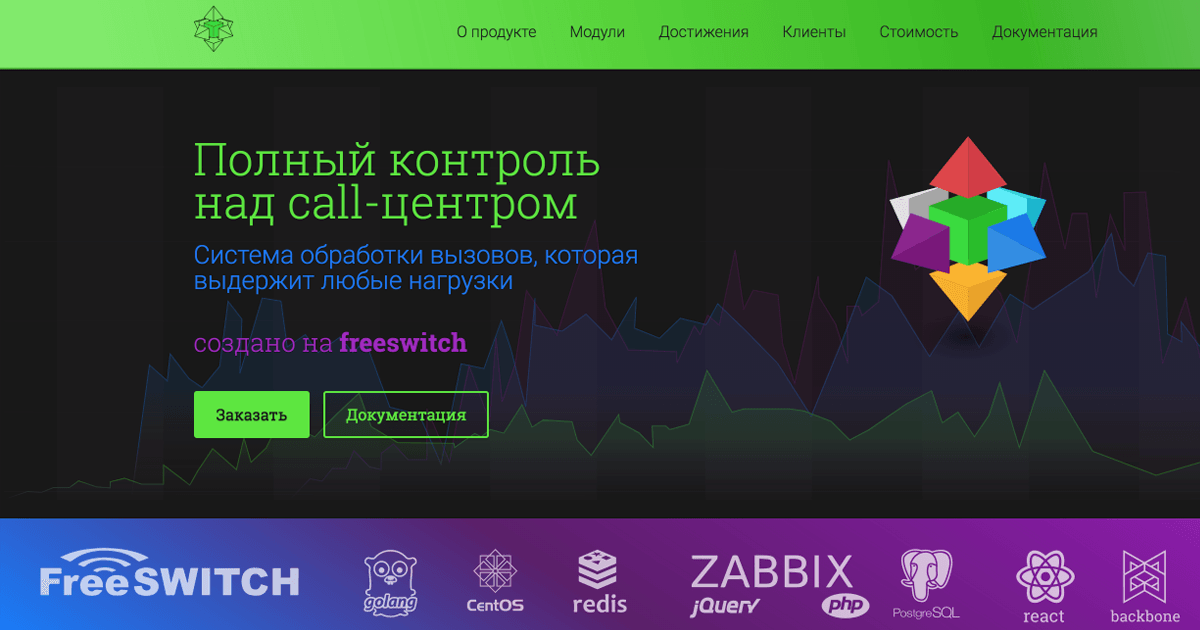 О продукте Модули Достижения Клиенты Стоимость Документация
Полный контроль
над call-центром
Система обработки вызовов, которая
выдержит любые нагрузки
создано на freeswitch
Заказать Документация
FreeSWITCH golang CentOS redis ZABBIX jQuery php PostgreSQL react backbone